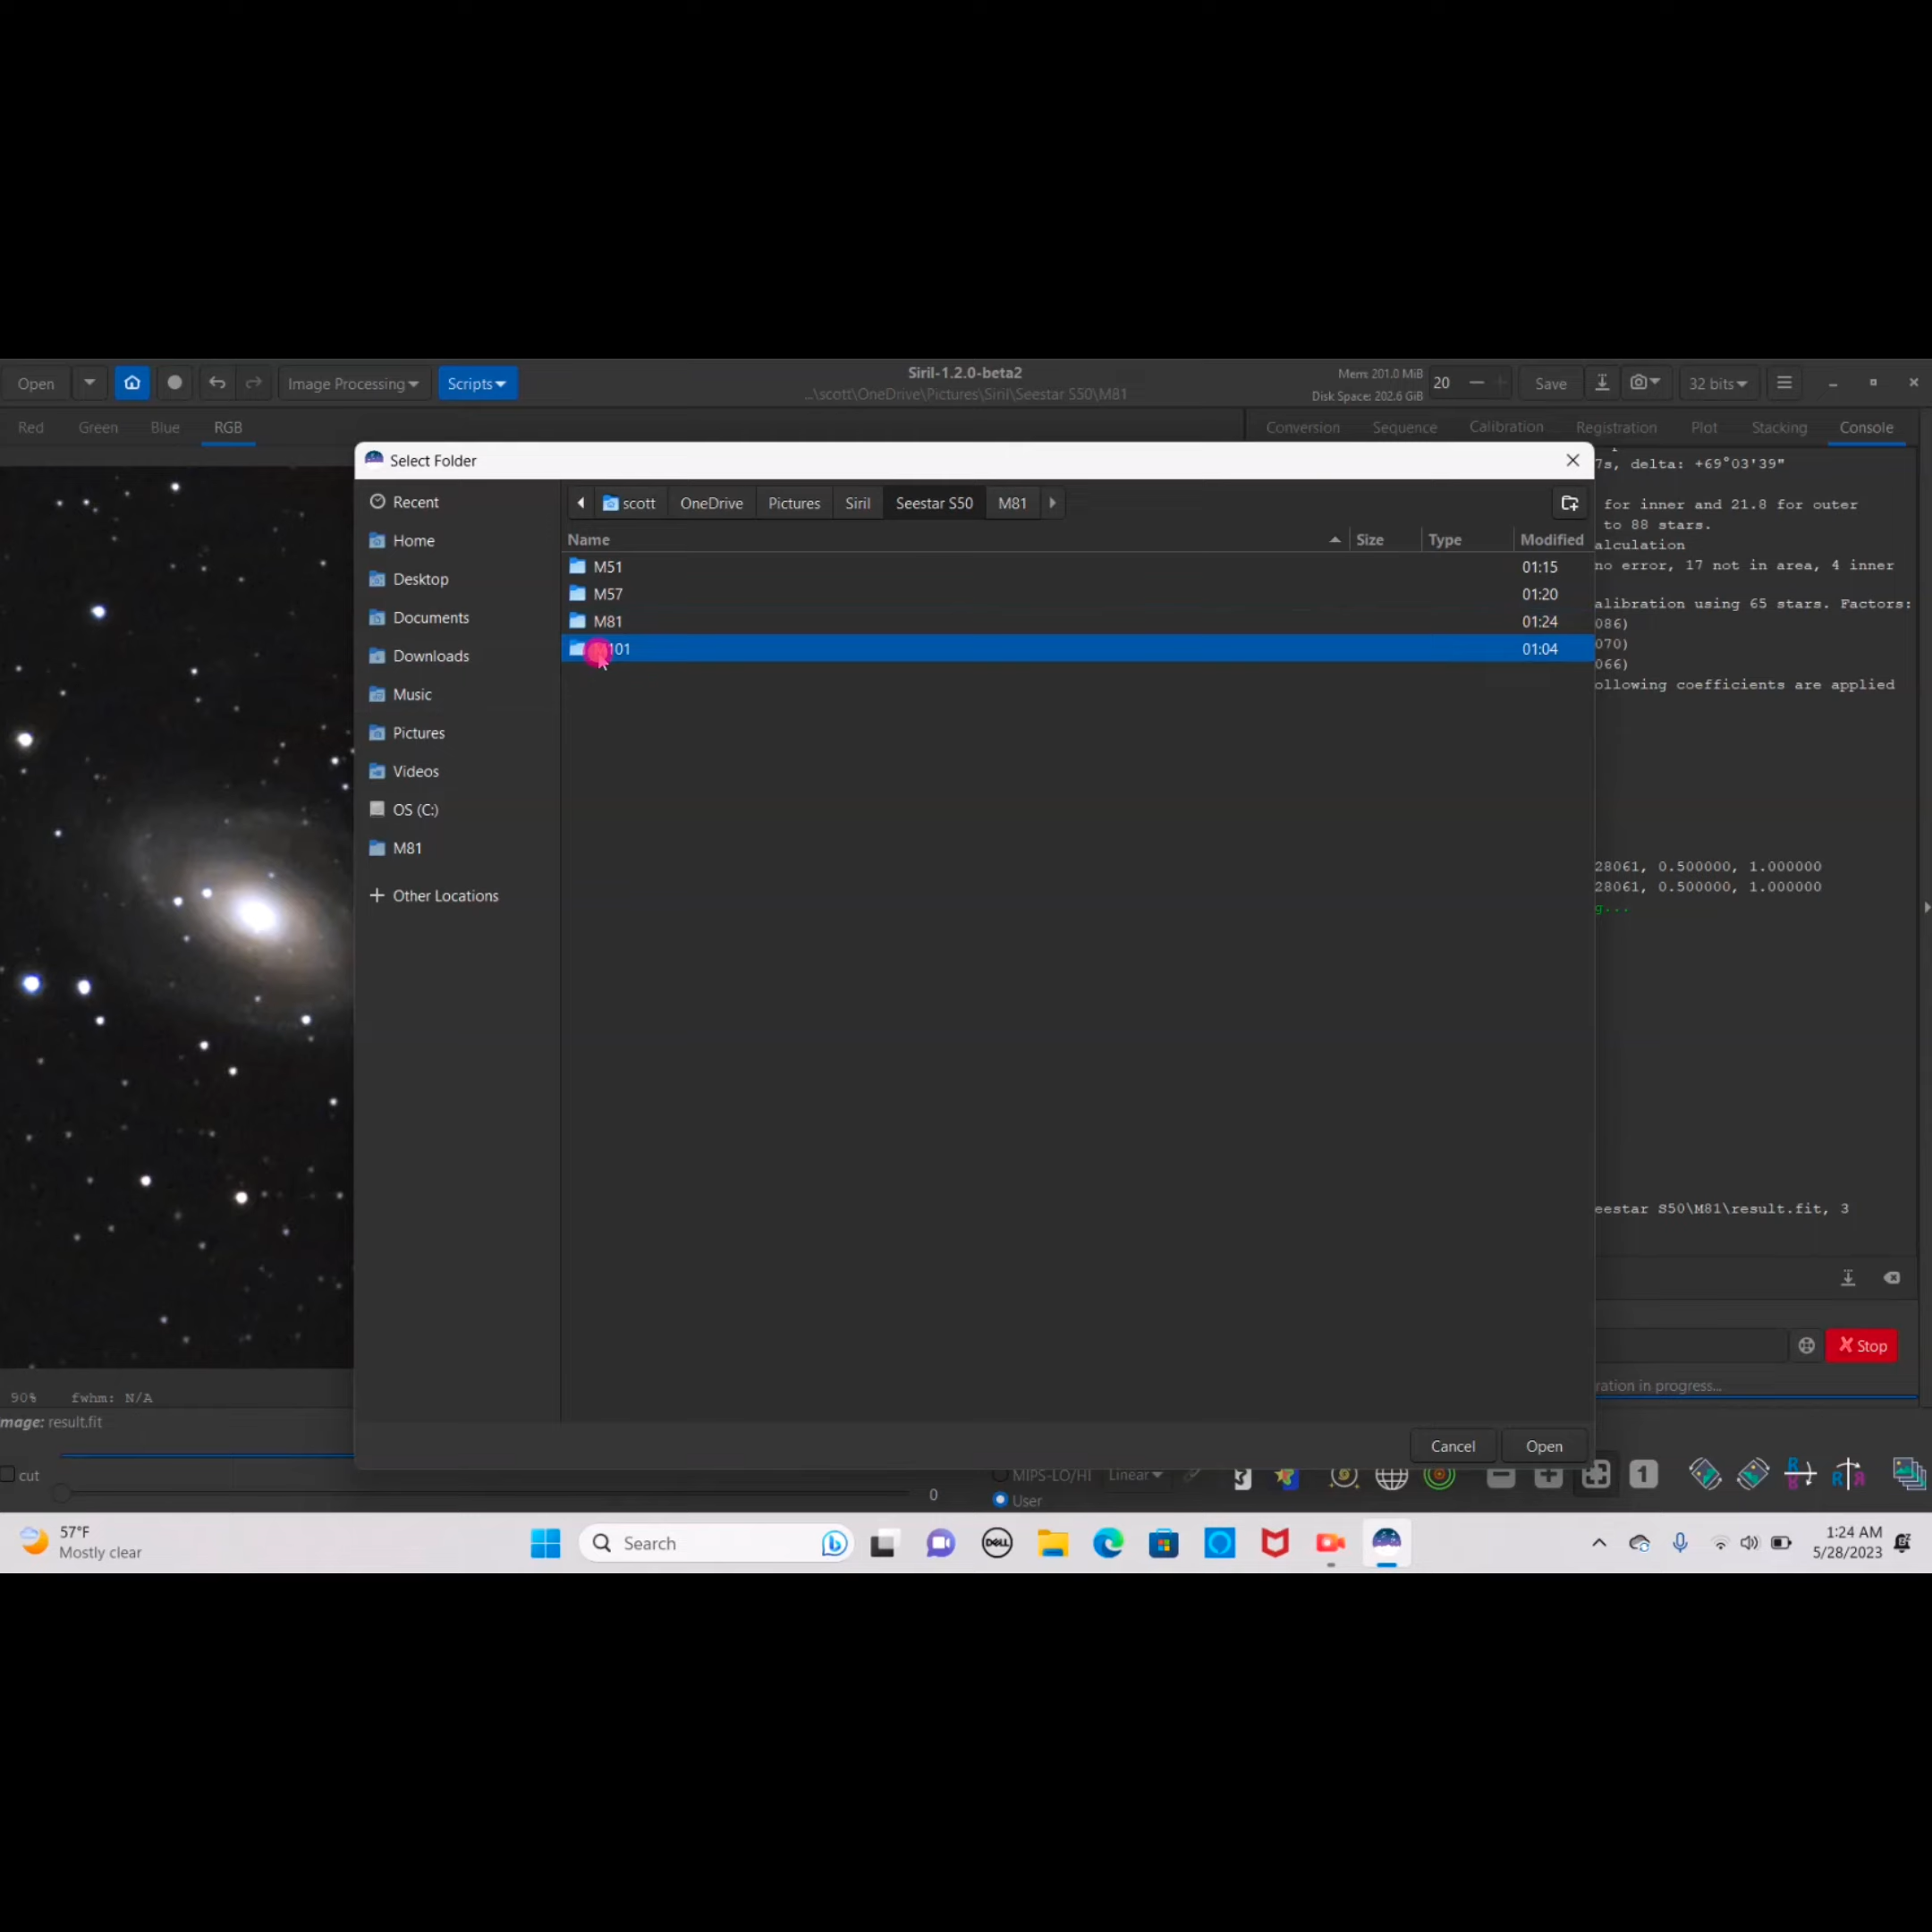 Open
Image Processing
Scripts
Siril-1.2.0-beta2
...\scott\OneDrive\Pictures\Siril\Seestar S50\M81
Mem: 201.0 MiB
Disk Space: 202.6 GiB
20
Save
32 bits
Red Green Blue RGB
Conversion Sequence Calibration Registration Plot Stacking Console
Select Folder
Recent
Home
Desktop
Documents
Downloads
Music
Pictures
Videos
OS (C:)
M81
Other Locations
scott OneDrive Pictures Siril Seestar S50 M81
Name Size Type Modified
M51 01:15
M57 01:20
M81 01:24
101 01:04
Cancel Open
7s, delta: +69°03'39"
for inner and 21.8 for outer
to 88 stars.
alculation
no error, 17 not in area, 4 inner
alibration using 65 stars. Factors:
086)
070)
066)
ollowing coefficients are applied
28061, 0.500000, 1.000000
28061, 0.500000, 1.000000
g...
eestar S50\M81\result.fit, 3
Stop
ration in progress...
90% fwhm: N/A
mage: result.fit
cut
0
MIPS-LO/HI
User
Linear
1
57°F
Mostly clear
Search
DELL
1:24 AM
5/28/2023